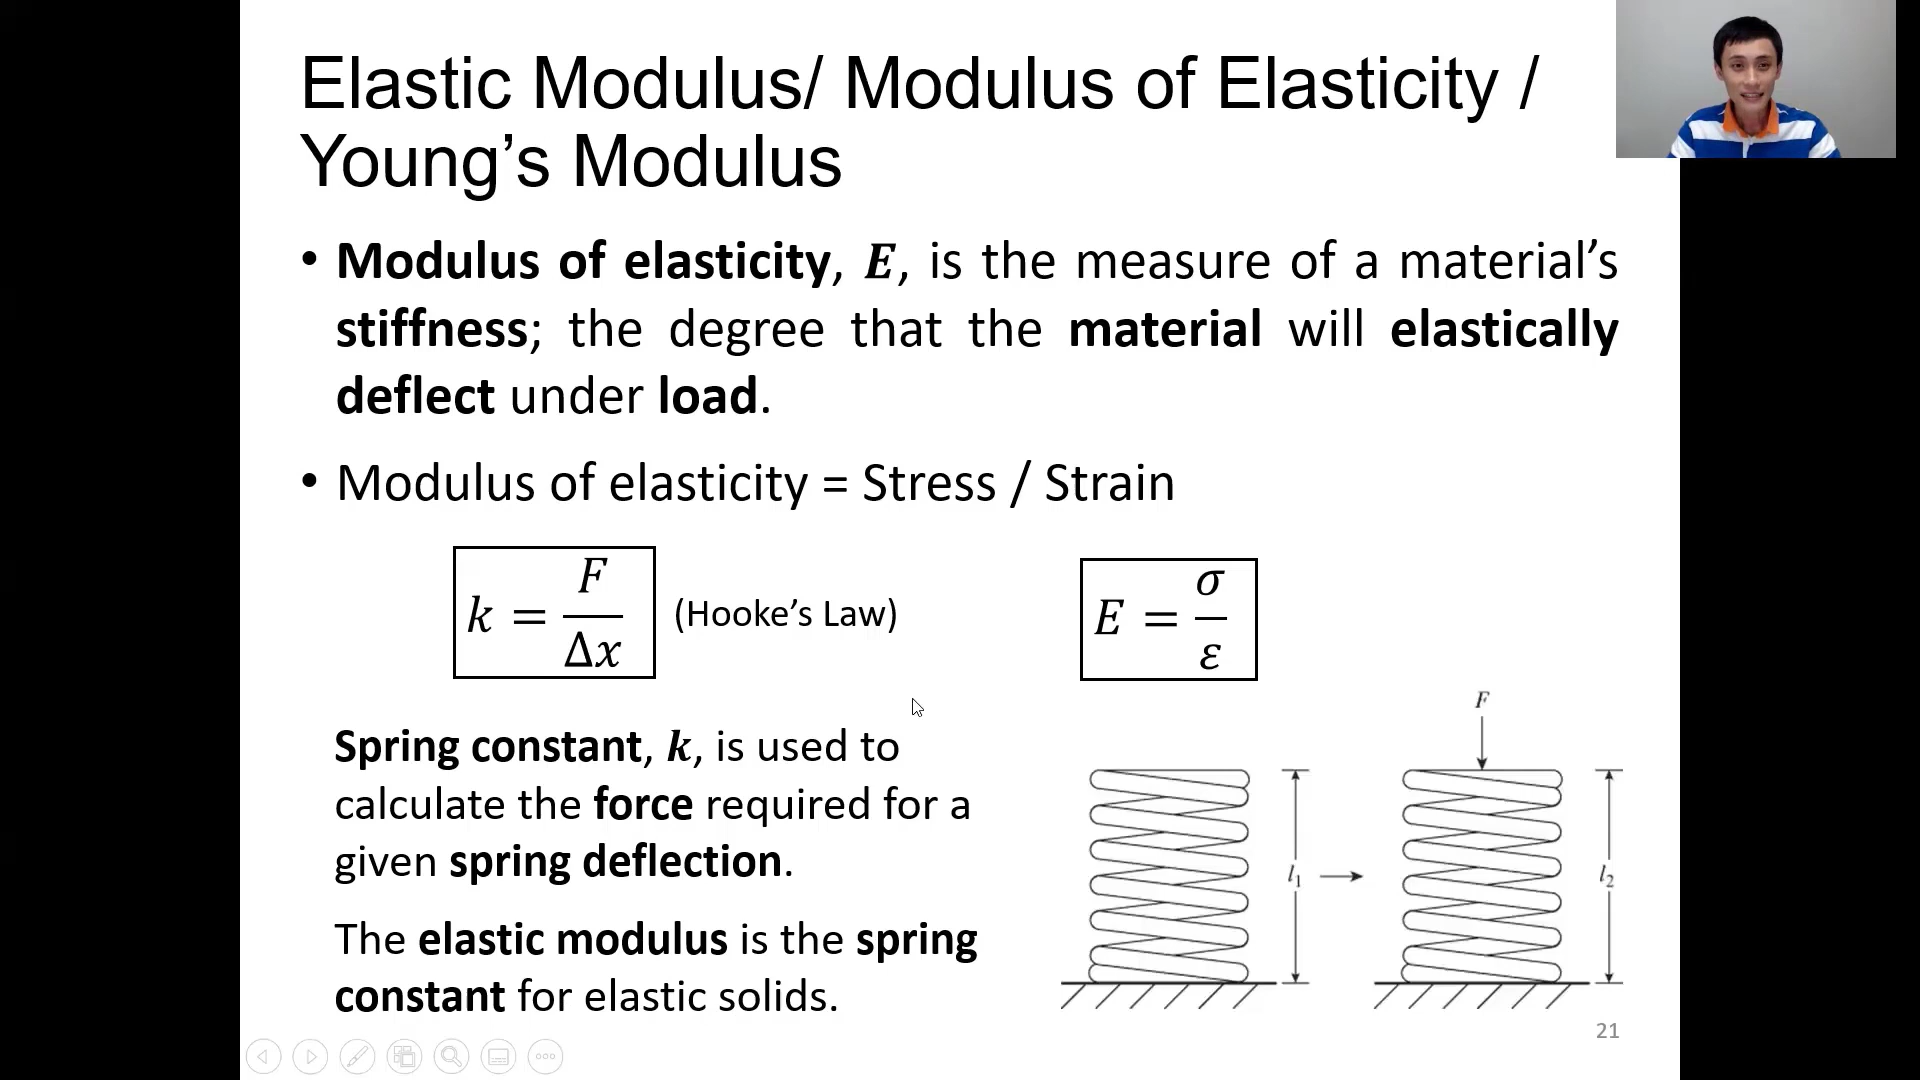 Elastic Modulus/ Modulus of Elasticity /
Young’s Modulus
• Modulus of elasticity, E, is the measure of a material’s
stiffness; the degree that the material will elastically
deflect under load.
• Modulus of elasticity = Stress / Strain
k = F / Δx (Hooke’s Law)
E = σ / ε
Spring constant, k, is used to
calculate the force required for a
given spring deflection.
The elastic modulus is the spring
constant for elastic solids.
F
l₁
l₂
21